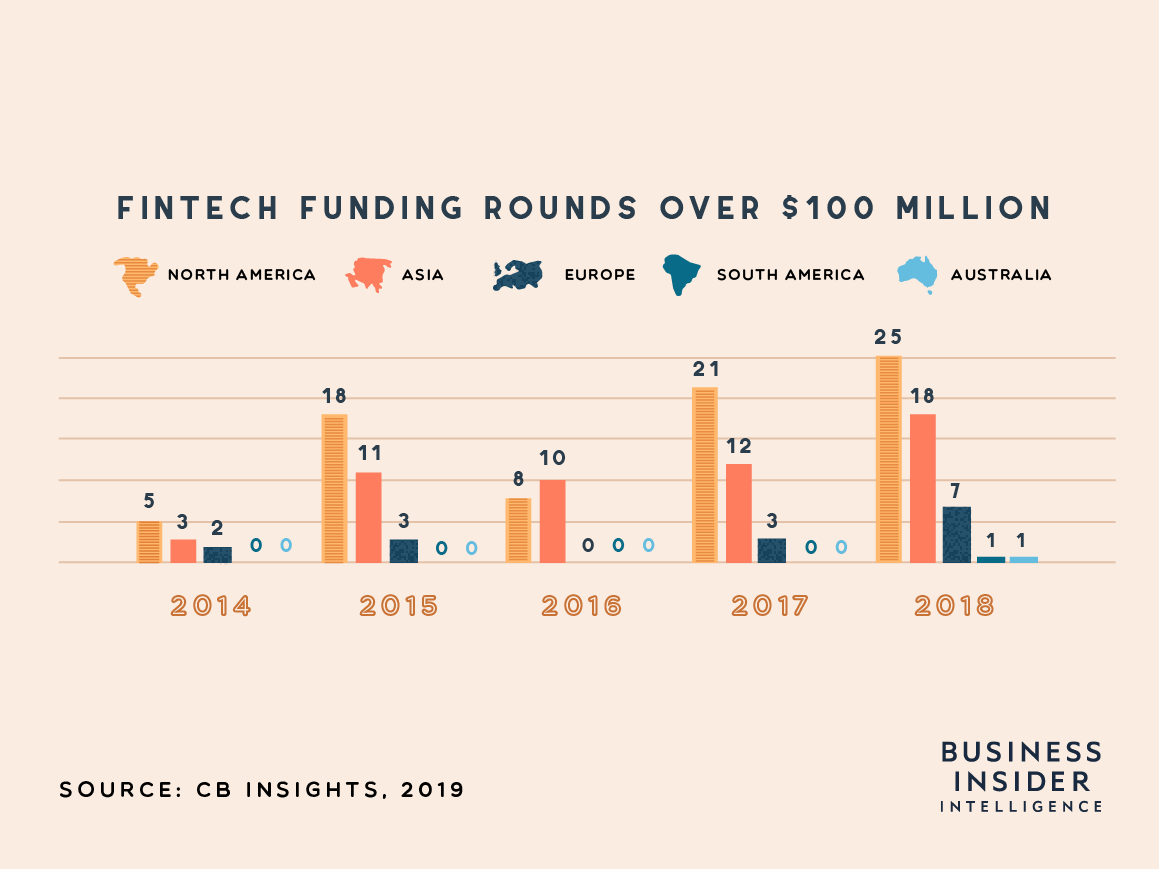 FINTECH FUNDING ROUNDS OVER $100 MILLION
NORTH AMERICA ASIA EUROPE SOUTH AMERICA AUSTRALIA
5 3 2 0 0
18 11 3 0 0
8 10 0 0 0
21 12 3 0 0
25 18 7 1 1
2014 2015 2016 2017 2018
SOURCE: CB INSIGHTS, 2019
BUSINESS
INSIDER
INTELLIGENCE